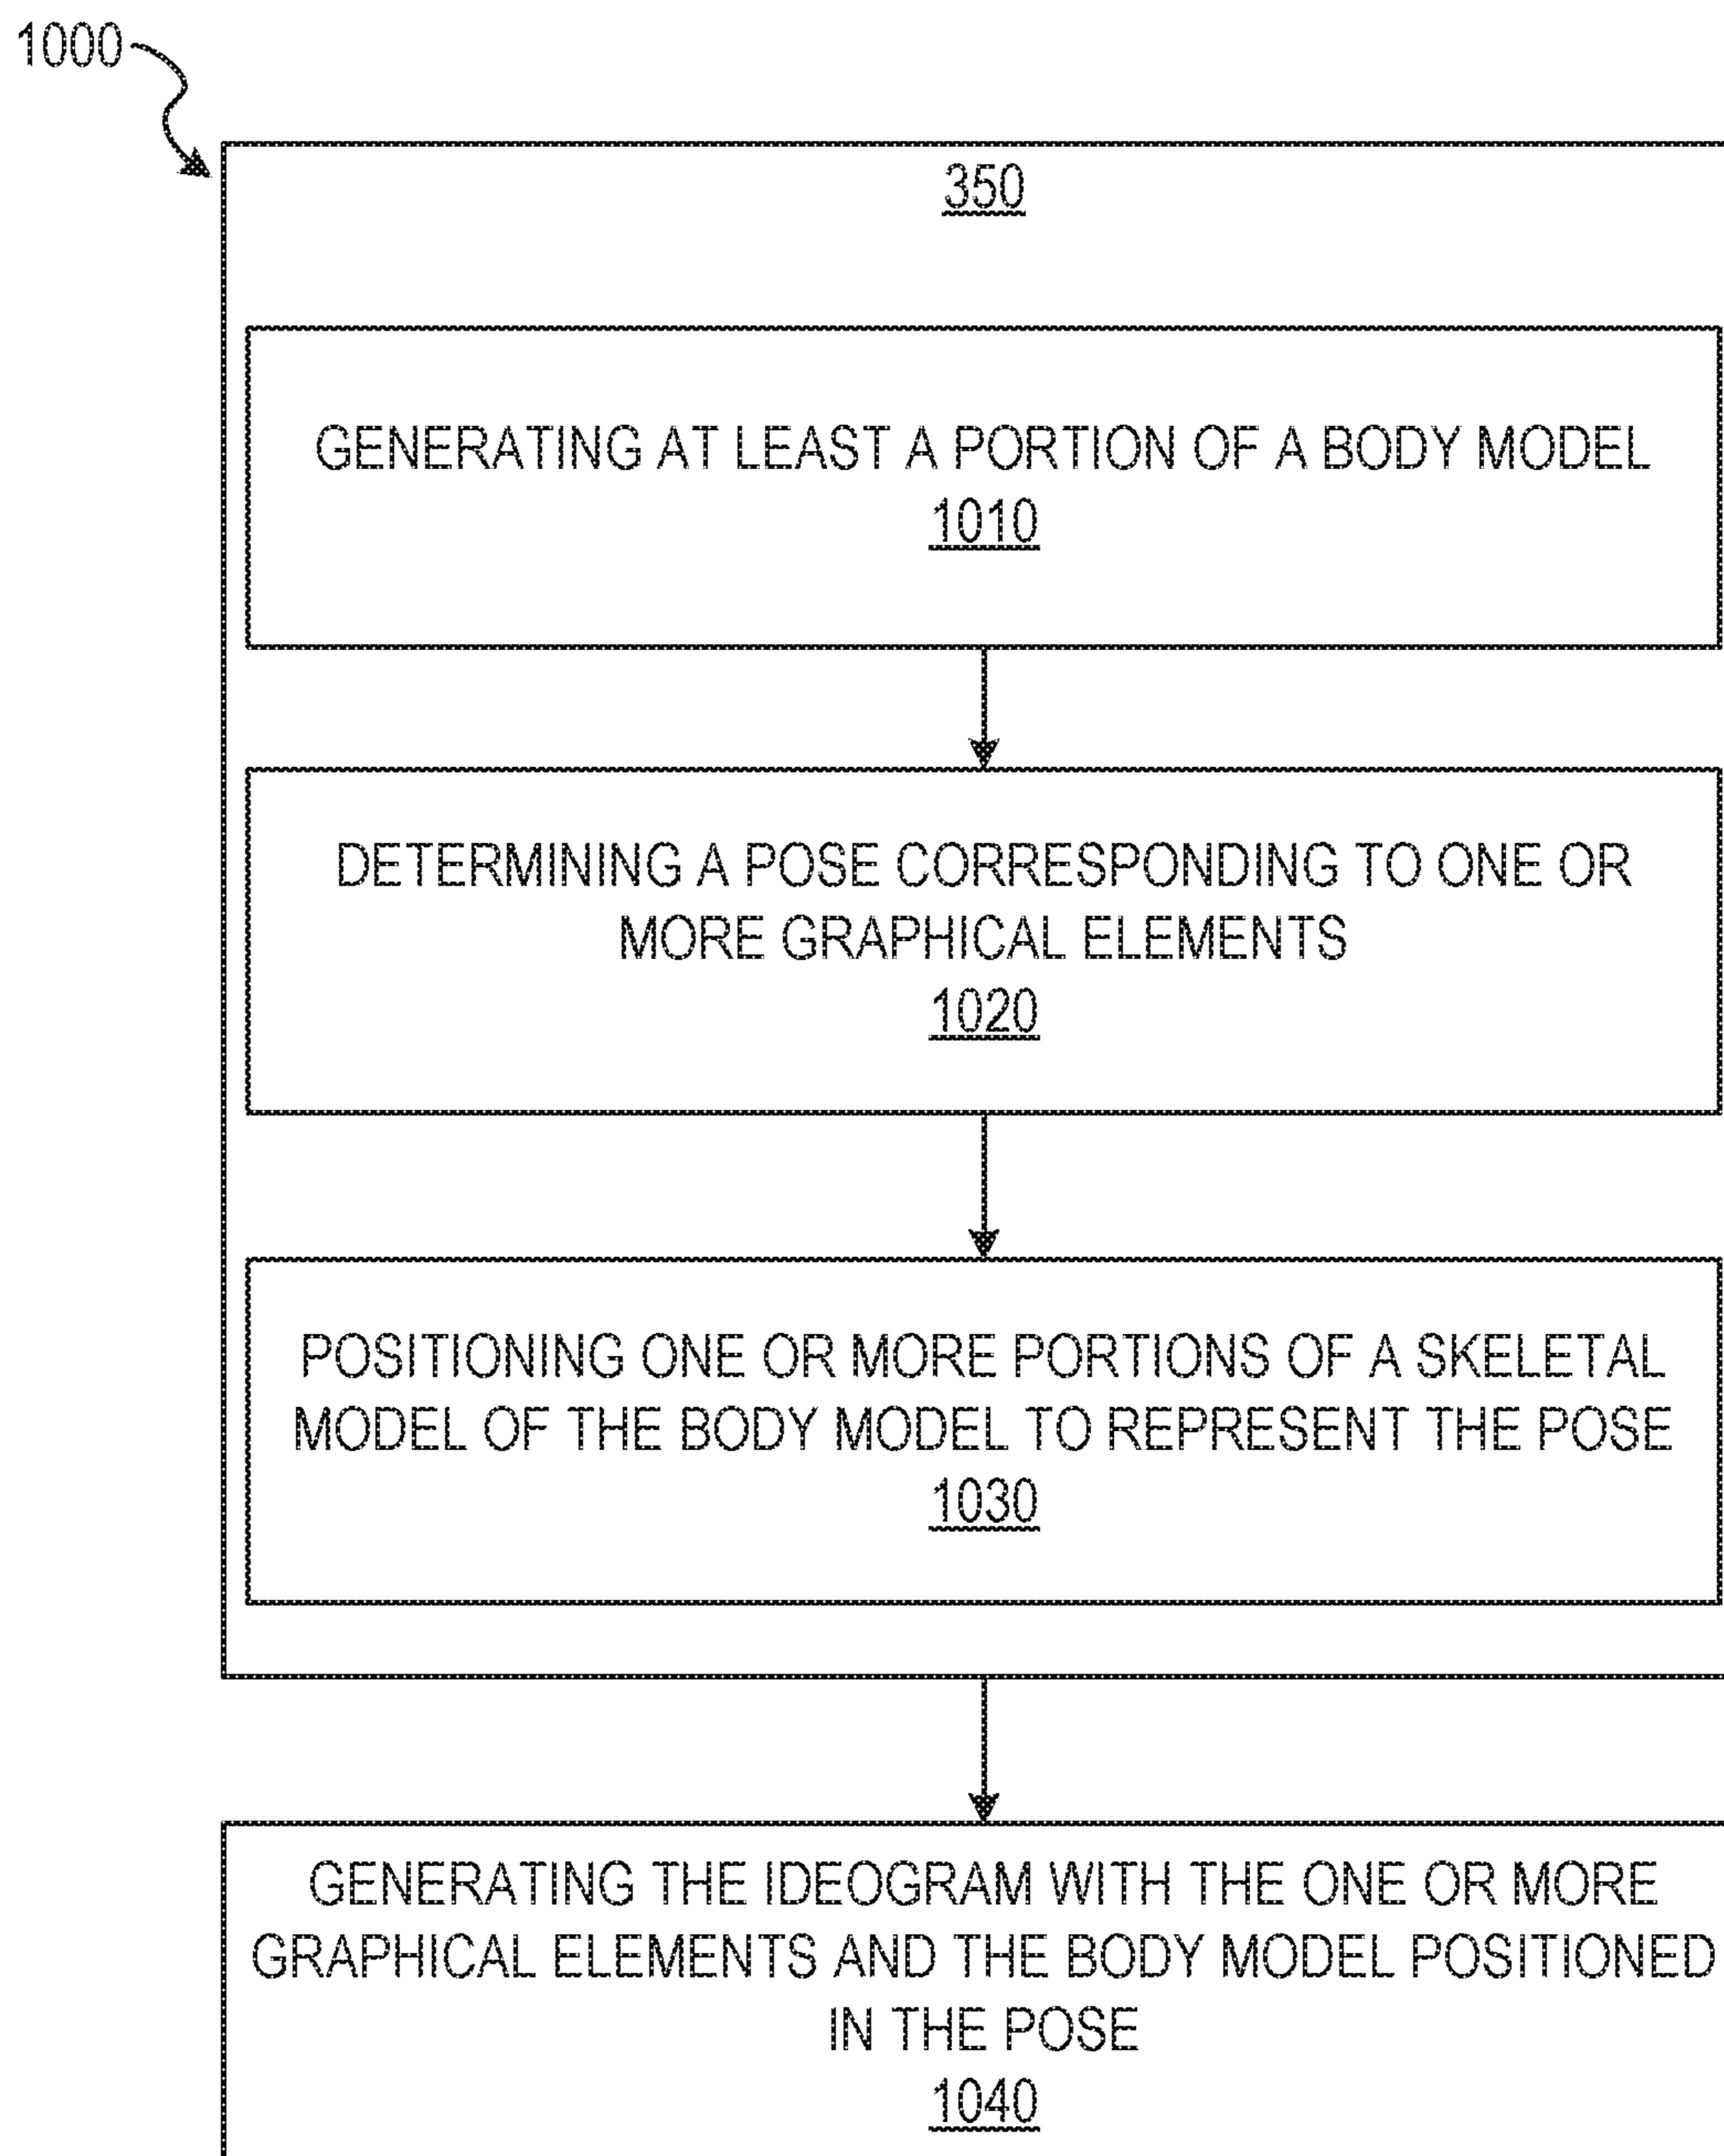 1000
350
GENERATING AT LEAST A PORTION OF A BODY MODEL
1010
DETERMINING A POSE CORRESPONDING TO ONE OR
MORE GRAPHICAL ELEMENTS
1020
POSITIONING ONE OR MORE PORTIONS OF A SKELETAL
MODEL OF THE BODY MODEL TO REPRESENT THE POSE
1030
GENERATING THE IDEOGRAM WITH THE ONE OR MORE
GRAPHICAL ELEMENTS AND THE BODY MODEL POSITIONED
IN THE POSE
1040